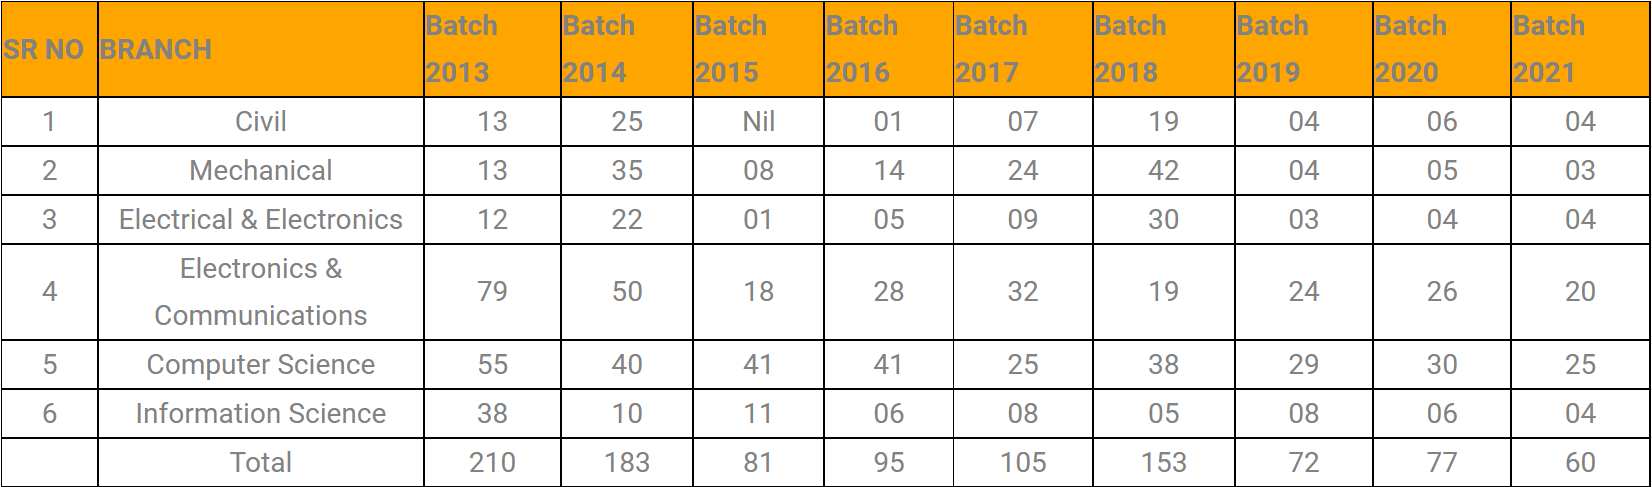 SR NO BRANCH Batch 2013 Batch 2014 Batch 2015 Batch 2016 Batch 2017 Batch 2018 Batch 2019 Batch 2020 Batch 2021
1 Civil 13 25 Nil 01 07 19 04 06 04
2 Mechanical 13 35 08 14 24 42 04 05 03
3 Electrical & Electronics 12 22 01 05 09 30 03 04 04
4 Electronics & Communications 79 50 18 28 32 19 24 26 20
5 Computer Science 55 40 41 41 25 38 29 30 25
6 Information Science 38 10 11 06 08 05 08 06 04
Total 210 183 81 95 105 153 72 77 60